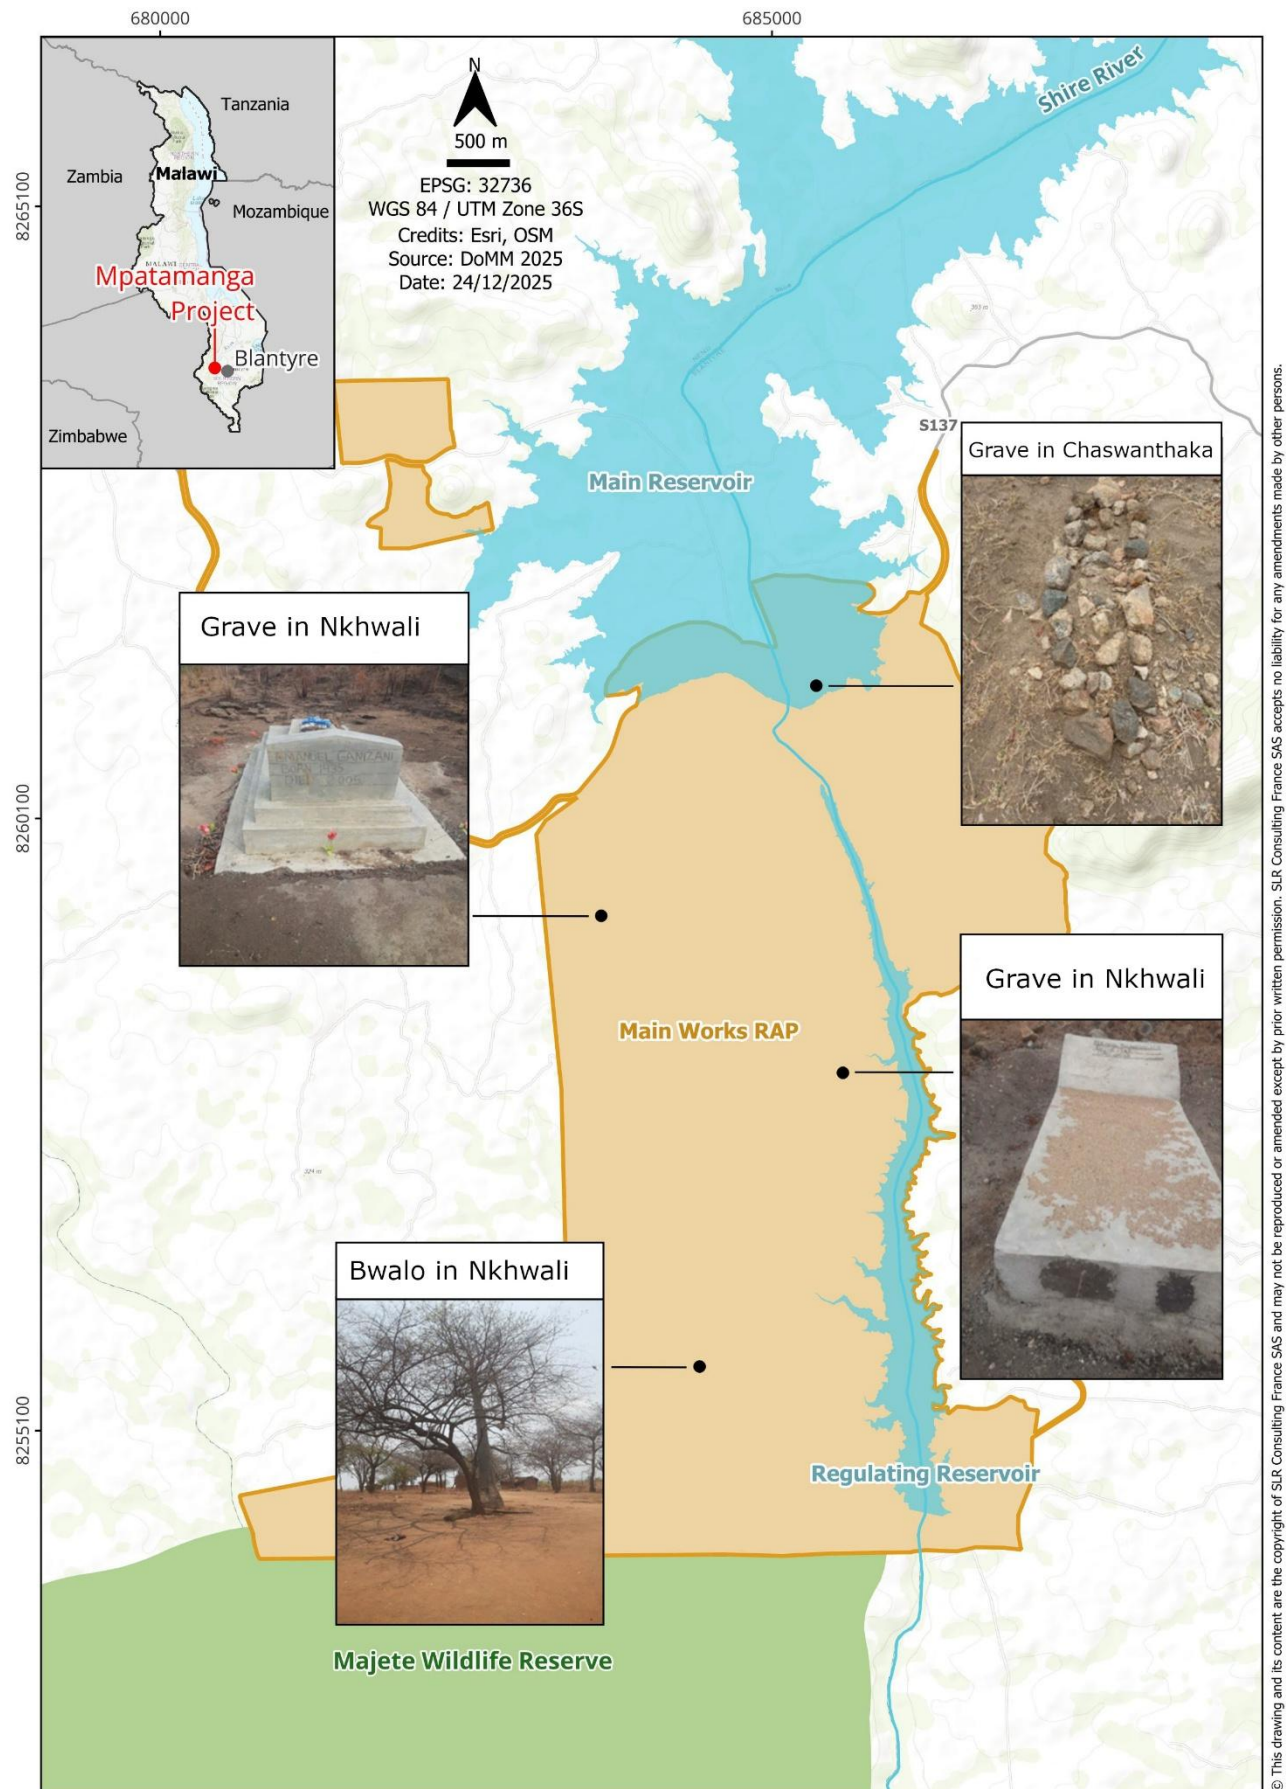 680000
685000
8265100
8260100
8255100
Tanzania
Zambia
Malawi
Mozambique
MALAWI
Mpatamanga
Project
Blantyre
Zimbabwe
N
500 m
EPSG: 32736
WGS 84 / UTM Zone 36S
Credits: Esri, OSM
Source: DoMM 2025
Date: 24/12/2025
Shire River
S137
Main Reservoir
Grave in Chaswanthaka
Grave in Nkhwali
EMANUEL GANIZANI
Main Works RAP
Grave in Nkhwali
324 m
Bwalo in Nkhwali
Regulating Reservoir
Majete Wildlife Reserve
(c) This drawing and its content are the copyright of SLR Consulting France SAS and may not be reproduced or amended except by prior written permission. SLR Consulting France SAS accepts no liability for any amendments made by other persons.